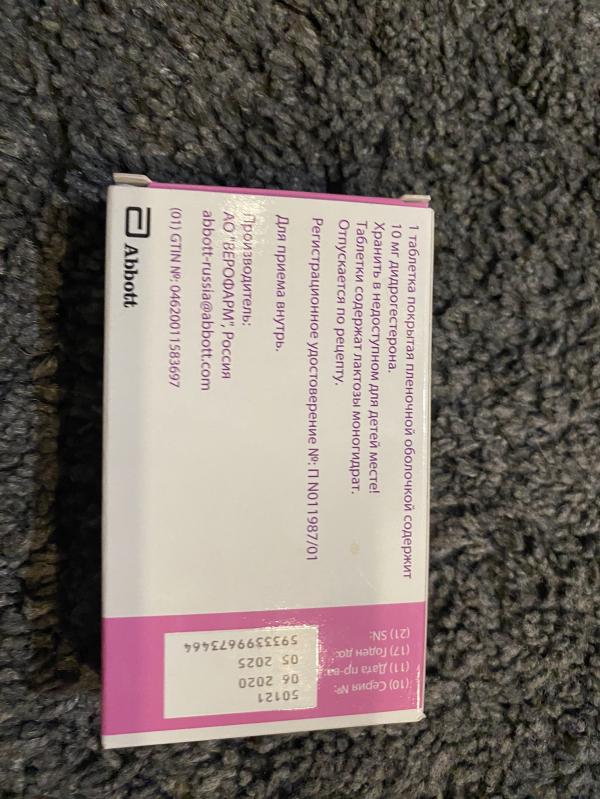 1 таблетка покрытая пленочной оболочкой содержит
10 мг дидрогестерона.
Хранить в недоступном для детей месте!
Таблетки содержат лактозы моногидрат.
Отпускается по рецепту.
Регистрационное удостоверение №: П N011987/01
Для приема внутрь.
Производитель:
АО "ВЕРОФАРМ", Россия
abbott-russia@abbott.com
(01) GTIN №: 04620011583697
Abbott
(10) Серия №: 50121
(11) Дата пр-ва: 06 2020
(17) Годен до: 05 2025
(21) SN: 5933399673464